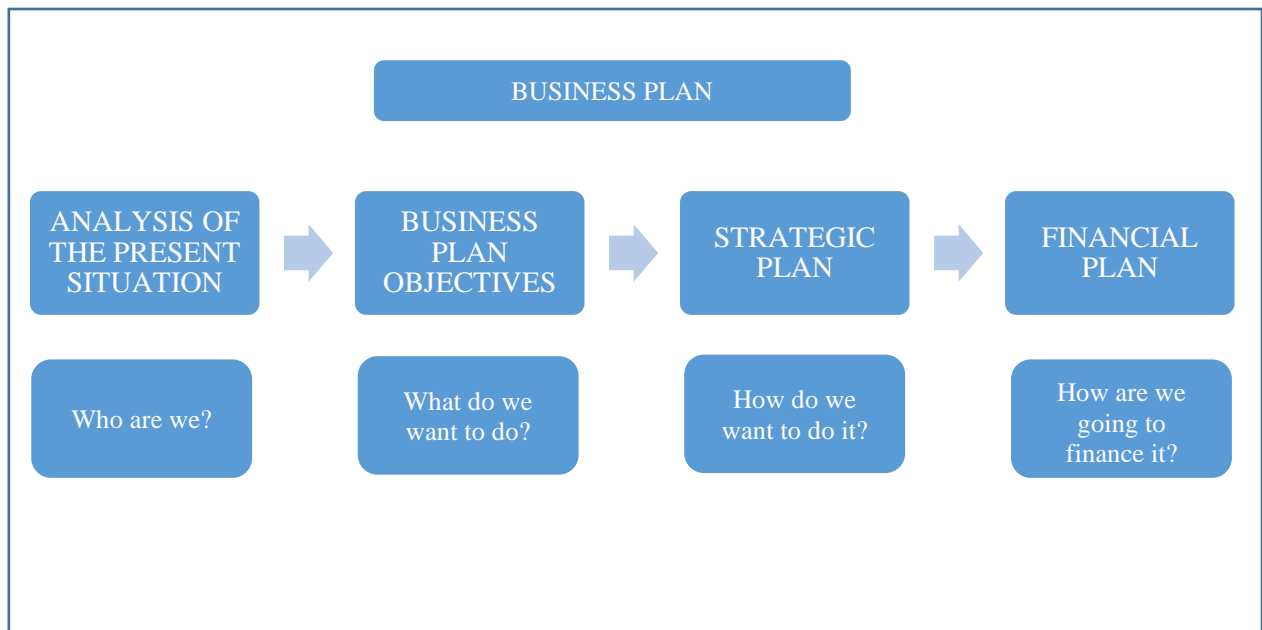 BUSINESS PLAN
ANALYSIS OF
THE PRESENT
SITUATION
BUSINESS
PLAN
OBJECTIVES
STRATEGIC
PLAN
FINANCIAL
PLAN
Who are we?
What do we
want to do?
How do we
want to do it?
How are we
going to
finance it?